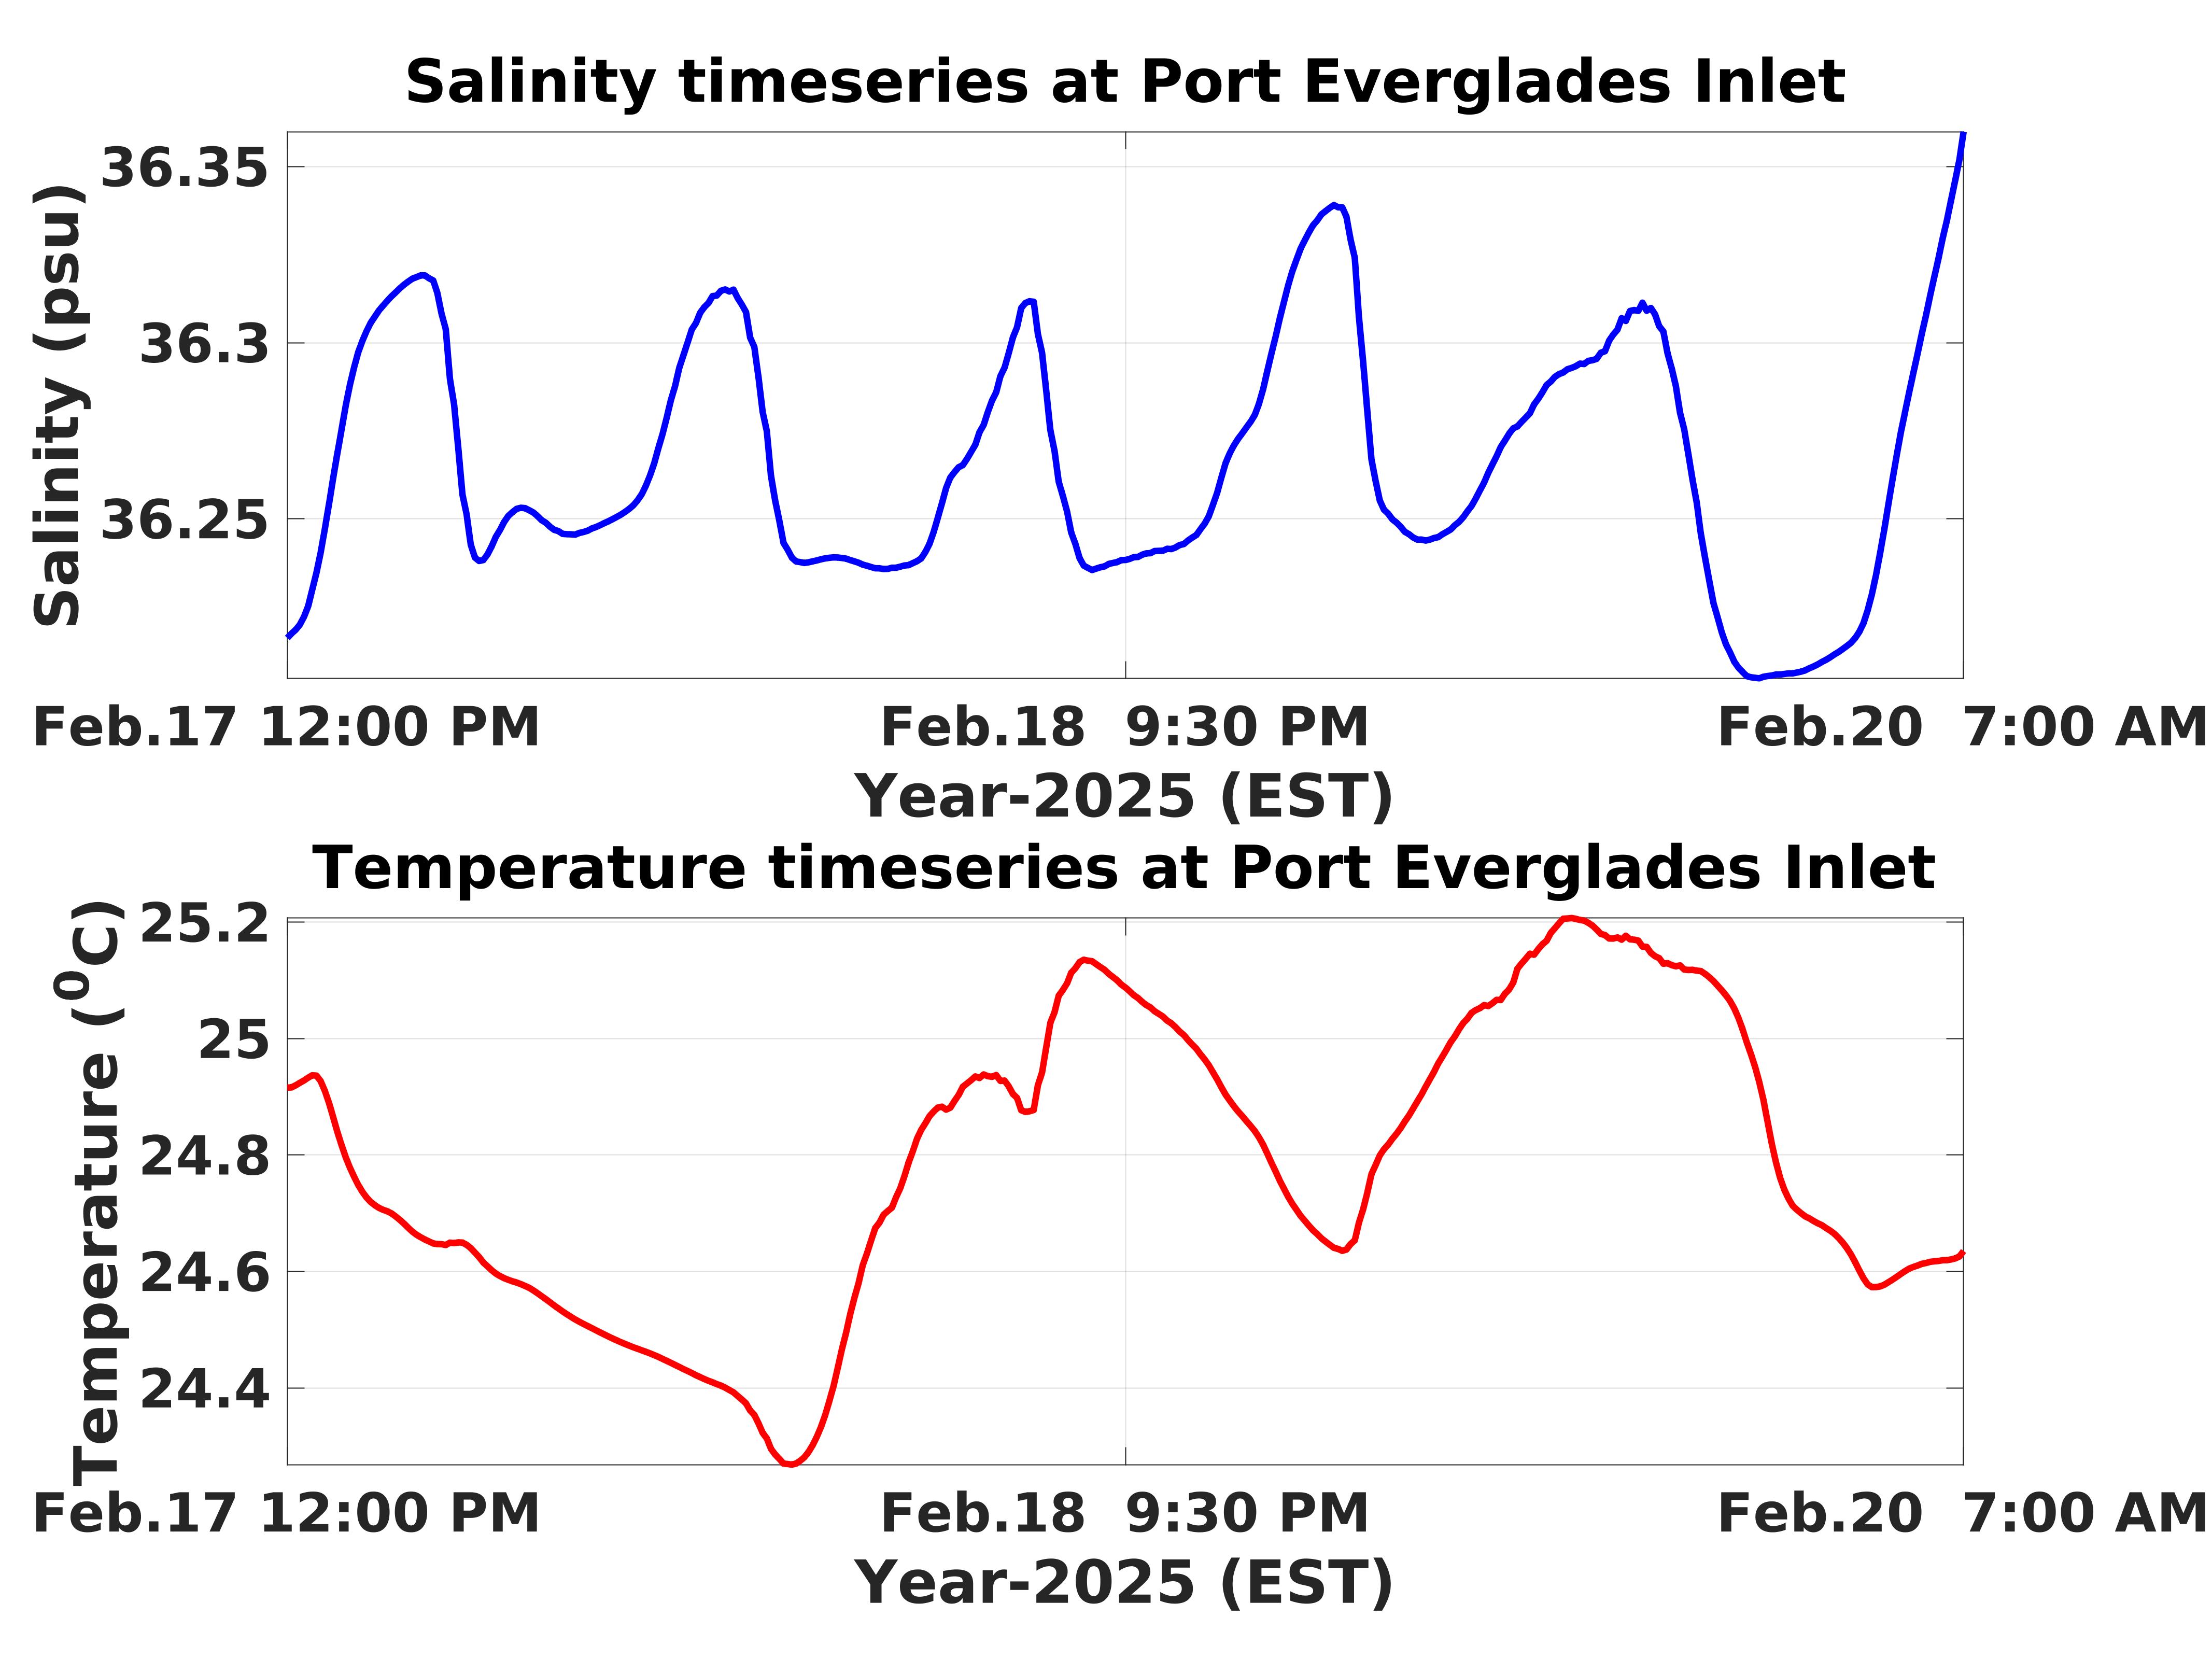 Salinity timeseries at Port Everglades Inlet
Salinity (psu)
36.35
36.3
36.25
Feb.17 12:00 PM Feb.18 9:30 PM Feb.20 7:00 AM
Year-2025 (EST)
Temperature timeseries at Port Everglades Inlet
Temperature (⁰C)
25.2
25
24.8
24.6
24.4
Feb.17 12:00 PM Feb.18 9:30 PM Feb.20 7:00 AM
Year-2025 (EST)